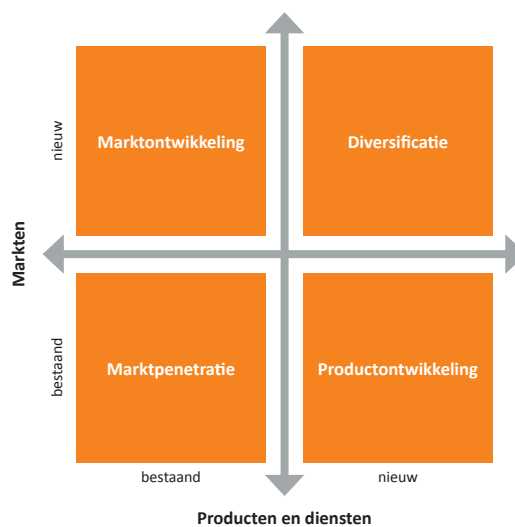 nieuw
Marktontwikkeling
Diversificatie
Markten
bestaand
Marktpenetratie
Productontwikkeling
bestaand
nieuw
Producten en diensten